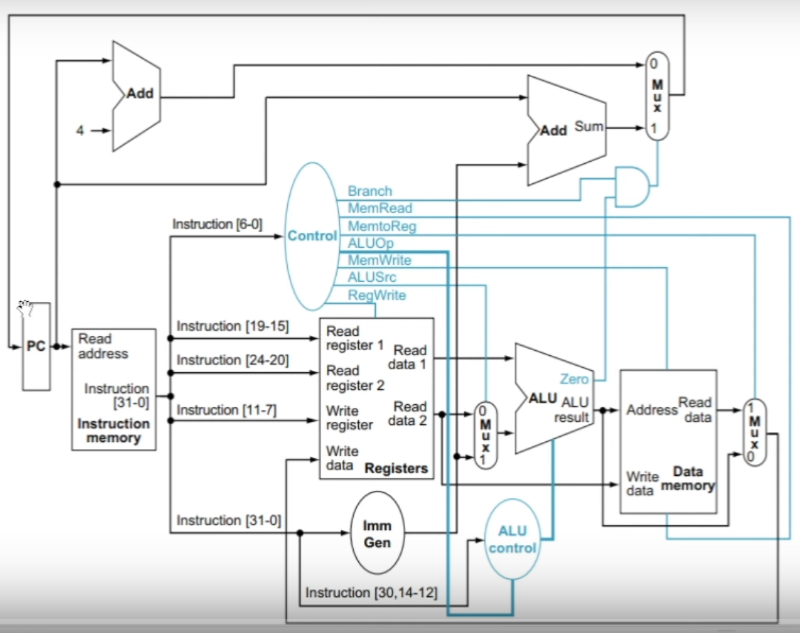 Add
4
0
Mux
1
Add Sum
Branch
MemRead
MemtoReg
ALUOp
MemWrite
ALUSrc
RegWrite
Control
Instruction [6-0]
PC
Read
address
Instruction
[31-0]
Instruction
memory
Instruction [19-15]
Instruction [24-20]
Instruction [11-7]
Instruction [31-0]
Instruction [30,14-12]
Read
register 1
Read
register 2
Write
register
Write
data
Read
data 1
Read
data 2
Registers
Imm
Gen
0
Mux
1
Zero
ALU
ALU
result
ALU
control
Address
Read
data
Write
data
Data
memory
1
Mux
0